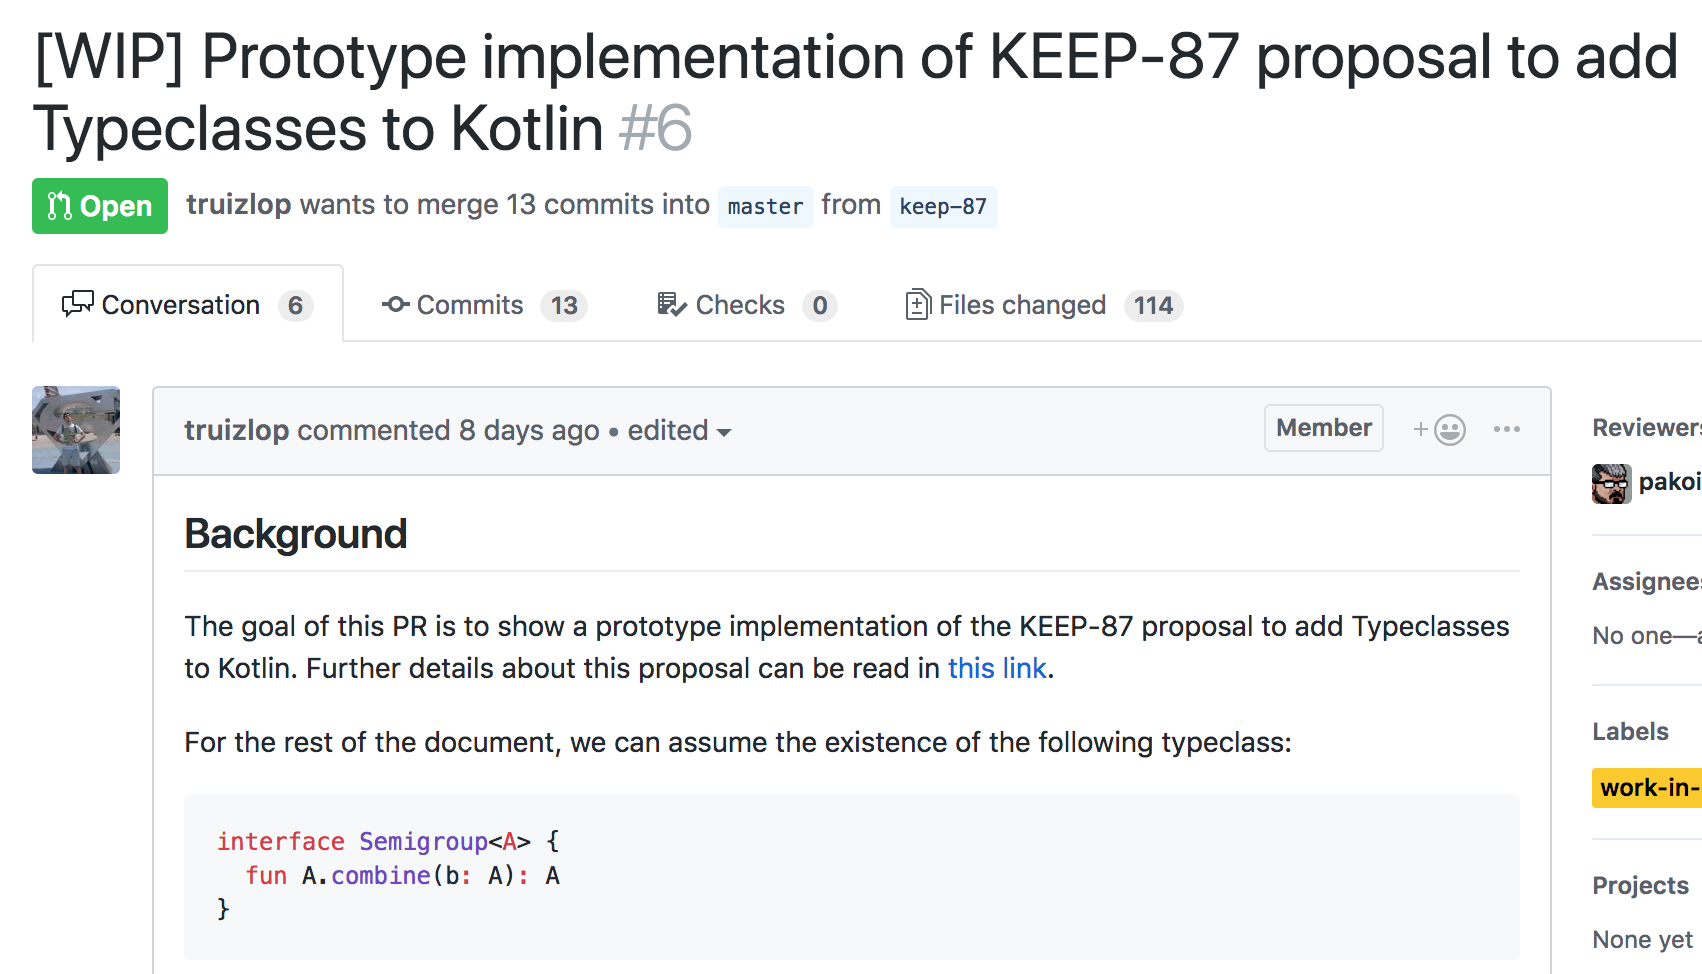 [WIP] Prototype implementation of KEEP-87 proposal to add
Typeclasses to Kotlin #6
Open truizlop wants to merge 13 commits into master from keep-87
Conversation 6 Commits 13 Checks 0 Files changed 114
truizlop commented 8 days ago • edited
Member
Background
The goal of this PR is to show a prototype implementation of the KEEP-87 proposal to add Typeclasses
to Kotlin. Further details about this proposal can be read in this link.
For the rest of the document, we can assume the existence of the following typeclass:
interface Semigroup<A> {
  fun A.combine(b: A): A
}
Reviewers
pakoi
Assignees
No one—a
Labels
work-in-
Projects
None yet